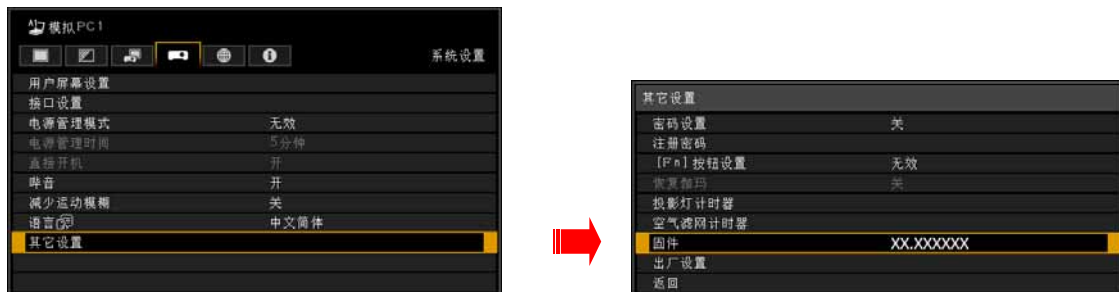 模拟PC1
系统设置
用户屏幕设置
接口设置
电源管理模式 无效
电源管理时间 5分钟
直接开机 开
哔音 开
减少运动模糊 关
语言 中文简体
其它设置
其它设置
密码设置 关
注册密码
[Fn]按钮设置 无效
恢复伽玛 关
投影灯计时器
空气滤网计时器
固件 XX.XXXXXX
出厂设置
返回